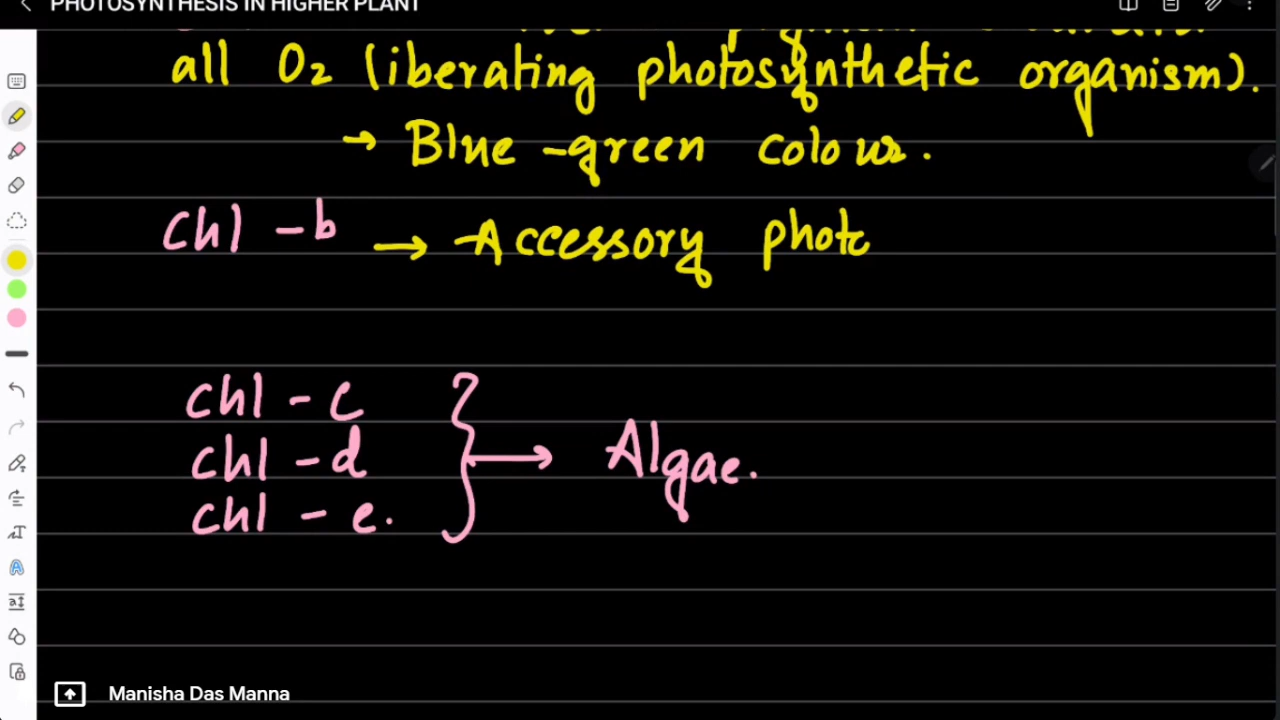 PHOTOSYNTHESIS IN HIGHER PLANT
all O2 (liberating photosynthetic organism).
→ Blue-green colour.
Chl - b → Accessory photo
chl - c
chl - d
chl - e.
→ Algae.
Manisha Das Manna